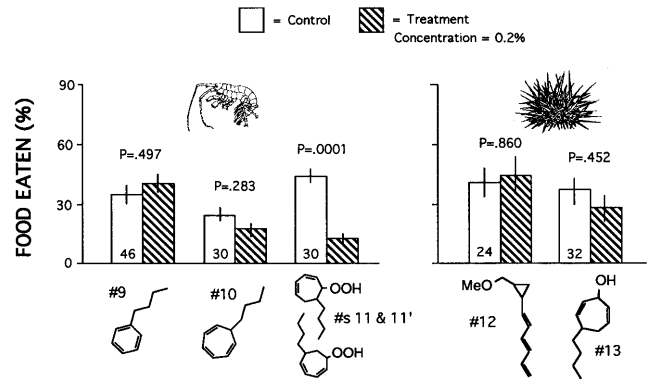 = Control
= Treatment
Concentration = 0.2%
FOOD EATEN (%)
90
60
30
0
P=.497
P=.283
P=.0001
46
30
30
P=.860
P=.452
24
32
#9
#10
OOH
#s 11 & 11'
OOH
MeO
#12
OH
#13